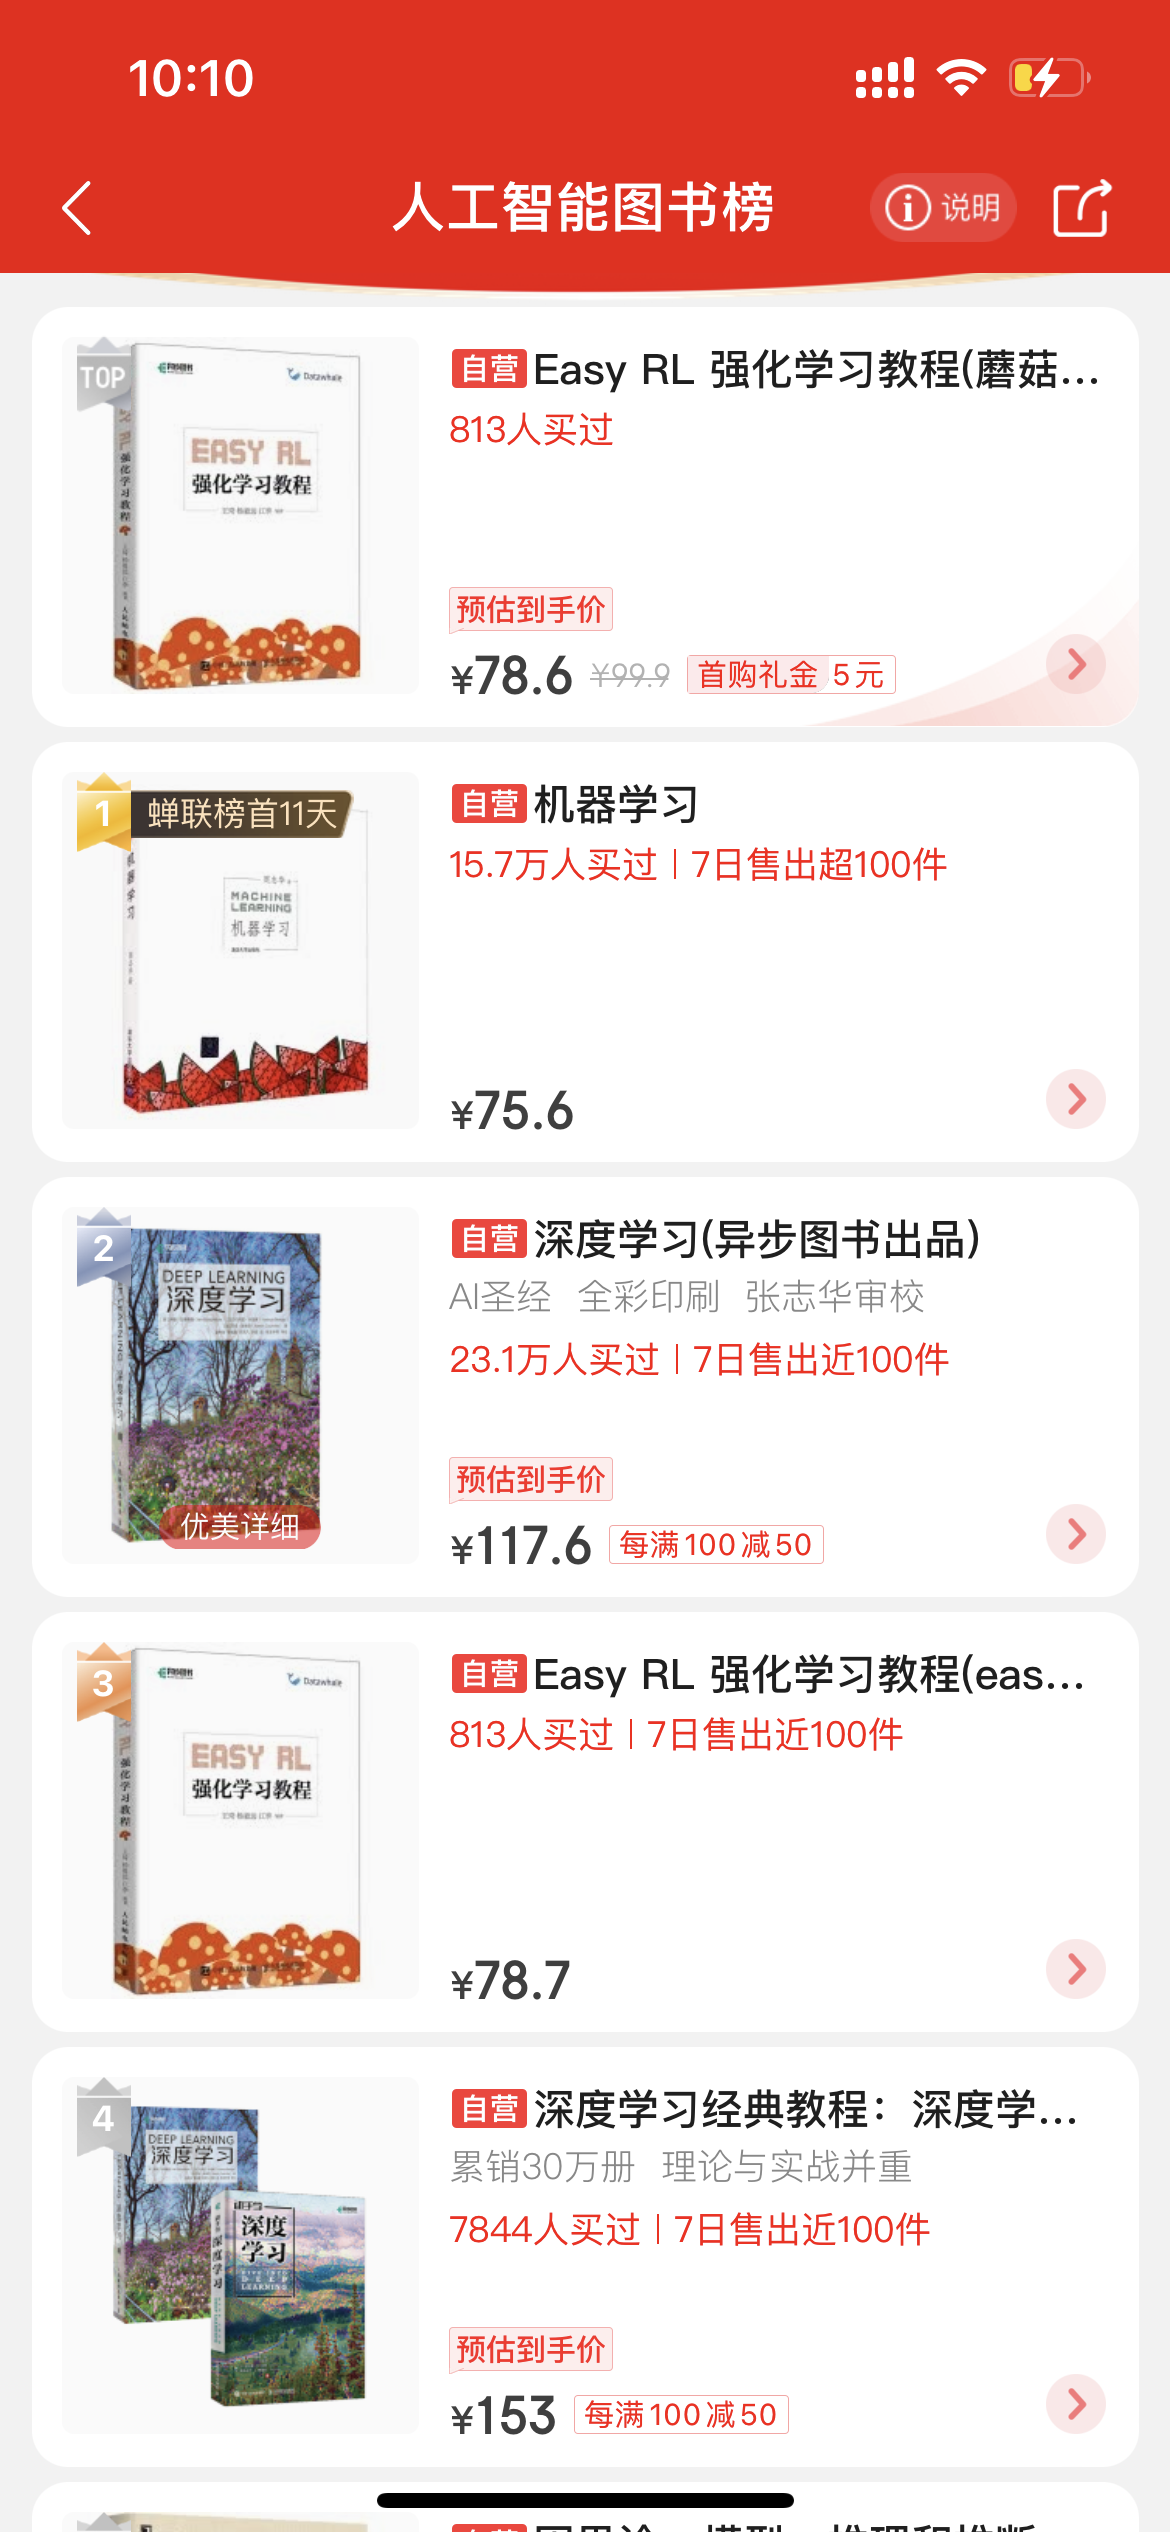 10:10
人工智能图书榜
说明
TOP
Datawhale
EASY RL
强化学习教程
自营 Easy RL 强化学习教程(蘑菇...
813人买过
预估到手价
¥78.6 ¥99.9 首购礼金 5元
1 蝉联榜首11天
机器学习
MACHINE
LEARNING
机器学习
自营 机器学习
15.7万人买过 | 7日售出超100件
¥75.6
2
DEEP LEARNING
深度学习
优美详细
自营 深度学习(异步图书出品)
AI圣经 全彩印刷 张志华审校
23.1万人买过 | 7日售出近100件
预估到手价
¥117.6 每满100减50
3
Datawhale
EASY RL
强化学习教程
自营 Easy RL 强化学习教程(eas...
813人买过 | 7日售出近100件
¥78.7
4
DEEP LEARNING
深度学习
深度
学习
自营 深度学习经典教程：深度学...
累销30万册 理论与实战并重
7844人买过 | 7日售出近100件
预估到手价
¥153 每满100减50